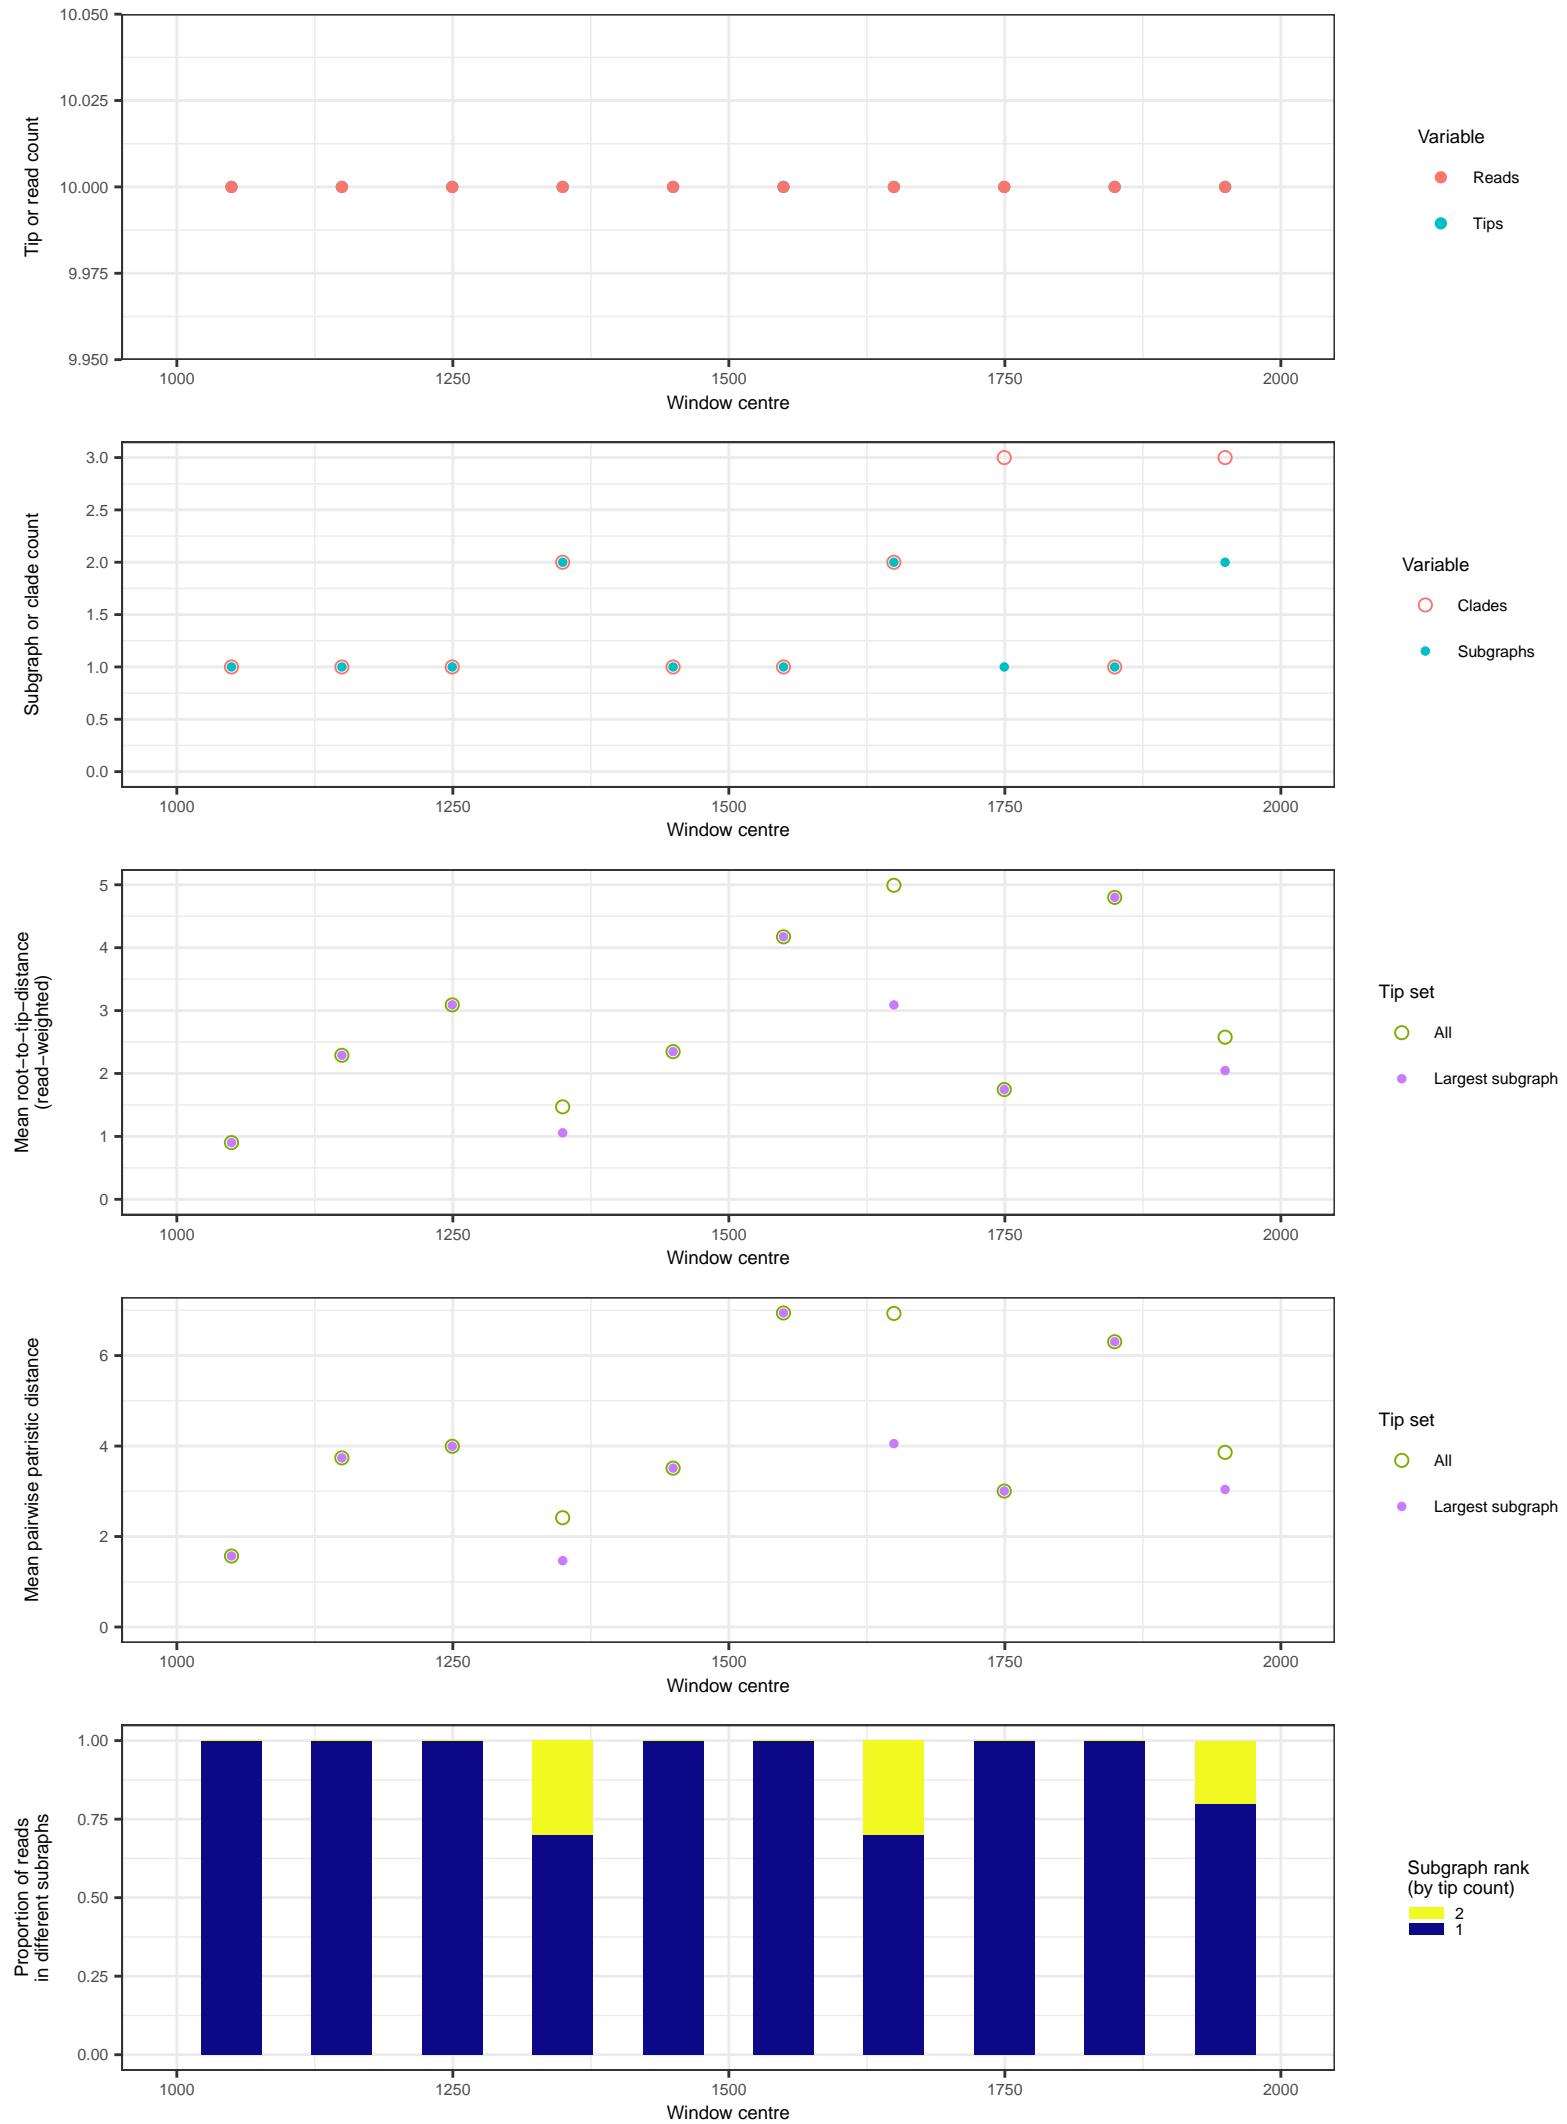 10.050
10.025
10.000
9.975
9.950
Tip or read count
1000 1250 1500 1750 2000
Window centre
Variable
Reads
Tips
3.0
2.5
2.0
1.5
1.0
0.5
0.0
Subgraph or clade count
1000 1250 1500 1750 2000
Window centre
Variable
Clades
Subgraphs
5
4
3
2
1
0
Mean root−to−tip−distance
(read−weighted)
1000 1250 1500 1750 2000
Window centre
Tip set
All
Largest subgraph
6
4
2
0
Mean pairwise patristic distance
1000 1250 1500 1750 2000
Window centre
Tip set
All
Largest subgraph
1.00
0.75
0.50
0.25
0.00
Proportion of reads
in different subraphs
1000 1250 1500 1750 2000
Window centre
Subgraph rank
(by tip count)
2
1